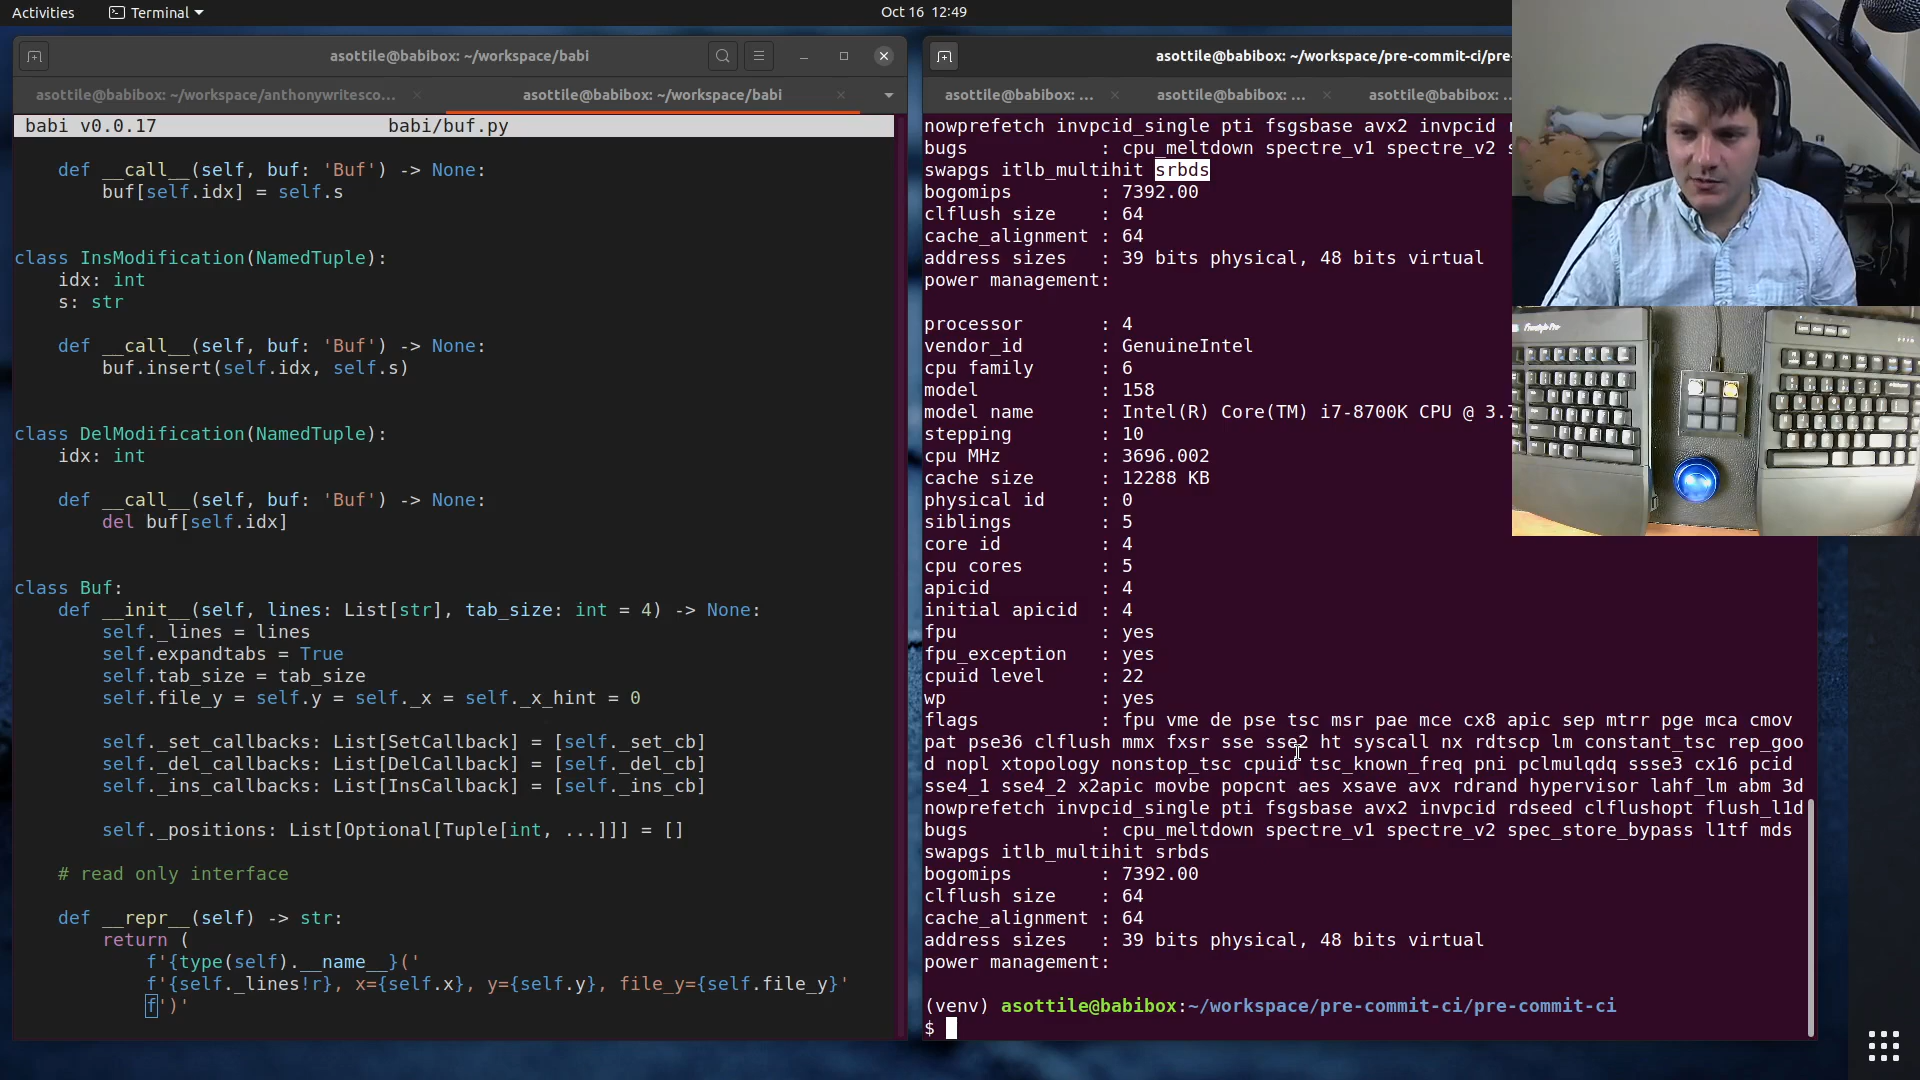 Activities
Terminal
Oct 16 12:49
asottile@babibox: ~/workspace/babi
asottile@babibox: ~/workspace/anthonywritesco...
asottile@babibox: ~/workspace/babi
babi v0.0.17 babi/buf.py
def __call__(self, buf: 'Buf') -> None:
buf[self.idx] = self.s
class InsModification(NamedTuple):
idx: int
s: str
def __call__(self, buf: 'Buf') -> None:
buf.insert(self.idx, self.s)
class DelModification(NamedTuple):
idx: int
def __call__(self, buf: 'Buf') -> None:
del buf[self.idx]
class Buf:
def __init__(self, lines: List[str], tab_size: int = 4) -> None:
self._lines = lines
self.expandtabs = True
self.tab_size = tab_size
self.file_y = self.y = self._x = self._x_hint = 0
self._set_callbacks: List[SetCallback] = [self._set_cb]
self._del_callbacks: List[DelCallback] = [self._del_cb]
self._ins_callbacks: List[InsCallback] = [self._ins_cb]
self._positions: List[Optional[Tuple[int, ...]]] = []
# read only interface
def __repr__(self) -> str:
return (
f'{type(self).__name__}('
f'{self._lines!r}, x={self.x}, y={self.y}, file_y={self.file_y}'
f')'
asottile@babibox: ~/workspace/pre-commit-ci/pre-
asottile@babibox: ...
asottile@babibox: ...
asottile@babibox: ..
nowprefetch invpcid_single pti fsgsbase avx2 invpcid
bugs : cpu_meltdown spectre_v1 spectre_v2
swapgs itlb_multihit srbds
bogomips : 7392.00
clflush size : 64
cache_alignment : 64
address sizes : 39 bits physical, 48 bits virtual
power management:
processor : 4
vendor_id : GenuineIntel
cpu family : 6
model : 158
model name : Intel(R) Core(TM) i7-8700K CPU @ 3.7
stepping : 10
cpu MHz : 3696.002
cache size : 12288 KB
physical id : 0
siblings : 5
core id : 4
cpu cores : 5
apicid : 4
initial apicid : 4
fpu : yes
fpu_exception : yes
cpuid level : 22
wp : yes
flags : fpu vme de pse tsc msr pae mce cx8 apic sep mtrr pge mca cmov
pat pse36 clflush mmx fxsr sse sse2 ht syscall nx rdtscp lm constant_tsc rep_goo
d nopl xtopology nonstop_tsc cpuid tsc_known_freq pni pclmulqdq ssse3 cx16 pcid
sse4_1 sse4_2 x2apic movbe popcnt aes xsave avx rdrand hypervisor lahf_lm abm 3d
nowprefetch invpcid_single pti fsgsbase avx2 invpcid rdseed clflushopt flush_l1d
bugs : cpu_meltdown spectre_v1 spectre_v2 spec_store_bypass l1tf mds
swapgs itlb_multihit srbds
bogomips : 7392.00
clflush size : 64
cache_alignment : 64
address sizes : 39 bits physical, 48 bits virtual
power management:
(venv) asottile@babibox:~/workspace/pre-commit-ci/pre-commit-ci
$
Freestyle Pro